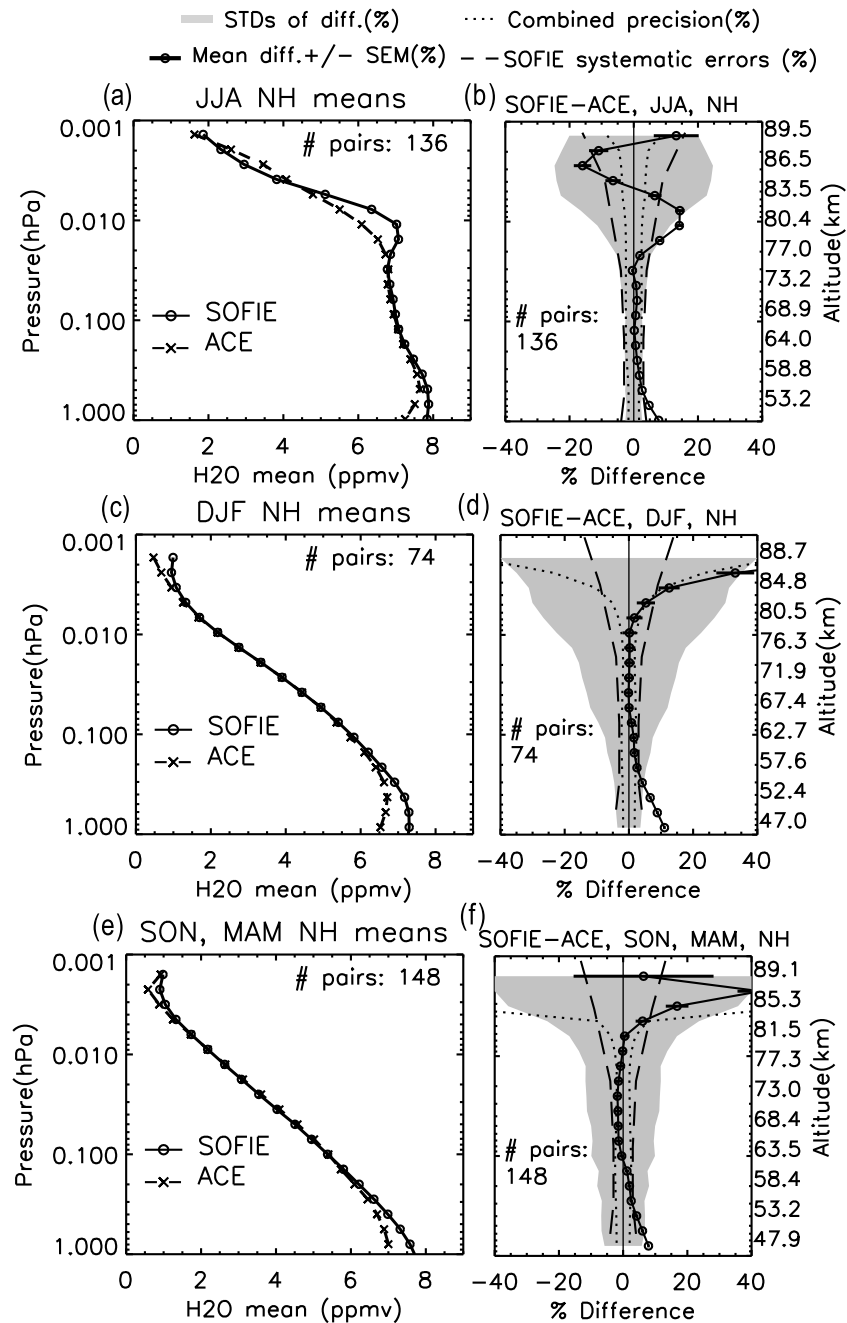 STDs of diff.(%) Combined precision(%)
Mean diff.+/− SEM(%) SOFIE systematic errors (%)
(a) JJA NH means
# pairs: 136
0.001
0.010
0.100
1.000
Pressure(hPa)
SOFIE
ACE
0 2 4 6 8
H2O mean (ppmv)
(b)
SOFIE−ACE, JJA, NH
# pairs:
136
89.5
86.5
83.5
80.4
77.0
73.2
68.9
64.0
58.8
53.2
Altitude(km)
−40 −20 0 20 40
% Difference
(c) DJF NH means
# pairs: 74
0.001
0.010
0.100
1.000
Pressure(hPa)
SOFIE
ACE
0 2 4 6 8
H2O mean (ppmv)
(d)
SOFIE−ACE, DJF, NH
# pairs:
74
88.7
84.8
80.5
76.3
71.9
67.4
62.7
57.6
52.4
47.0
Altitude(km)
−40 −20 0 20 40
% Difference
(e) SON, MAM NH means
# pairs: 148
0.001
0.010
0.100
1.000
Pressure(hPa)
SOFIE
ACE
0 2 4 6 8
H2O mean (ppmv)
(f)
SOFIE−ACE, SON, MAM, NH
# pairs:
148
89.1
85.3
81.5
77.3
73.0
68.4
63.5
58.4
53.2
47.9
Altitude(km)
−40 −20 0 20 40
% Difference